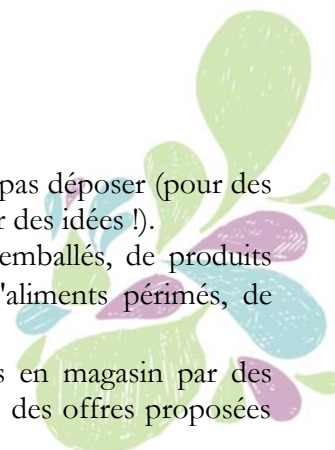 pas déposer (pour des
r des idées !).
emballés, de produits
'aliments périmés, de
s en magasin par des
des offres proposées